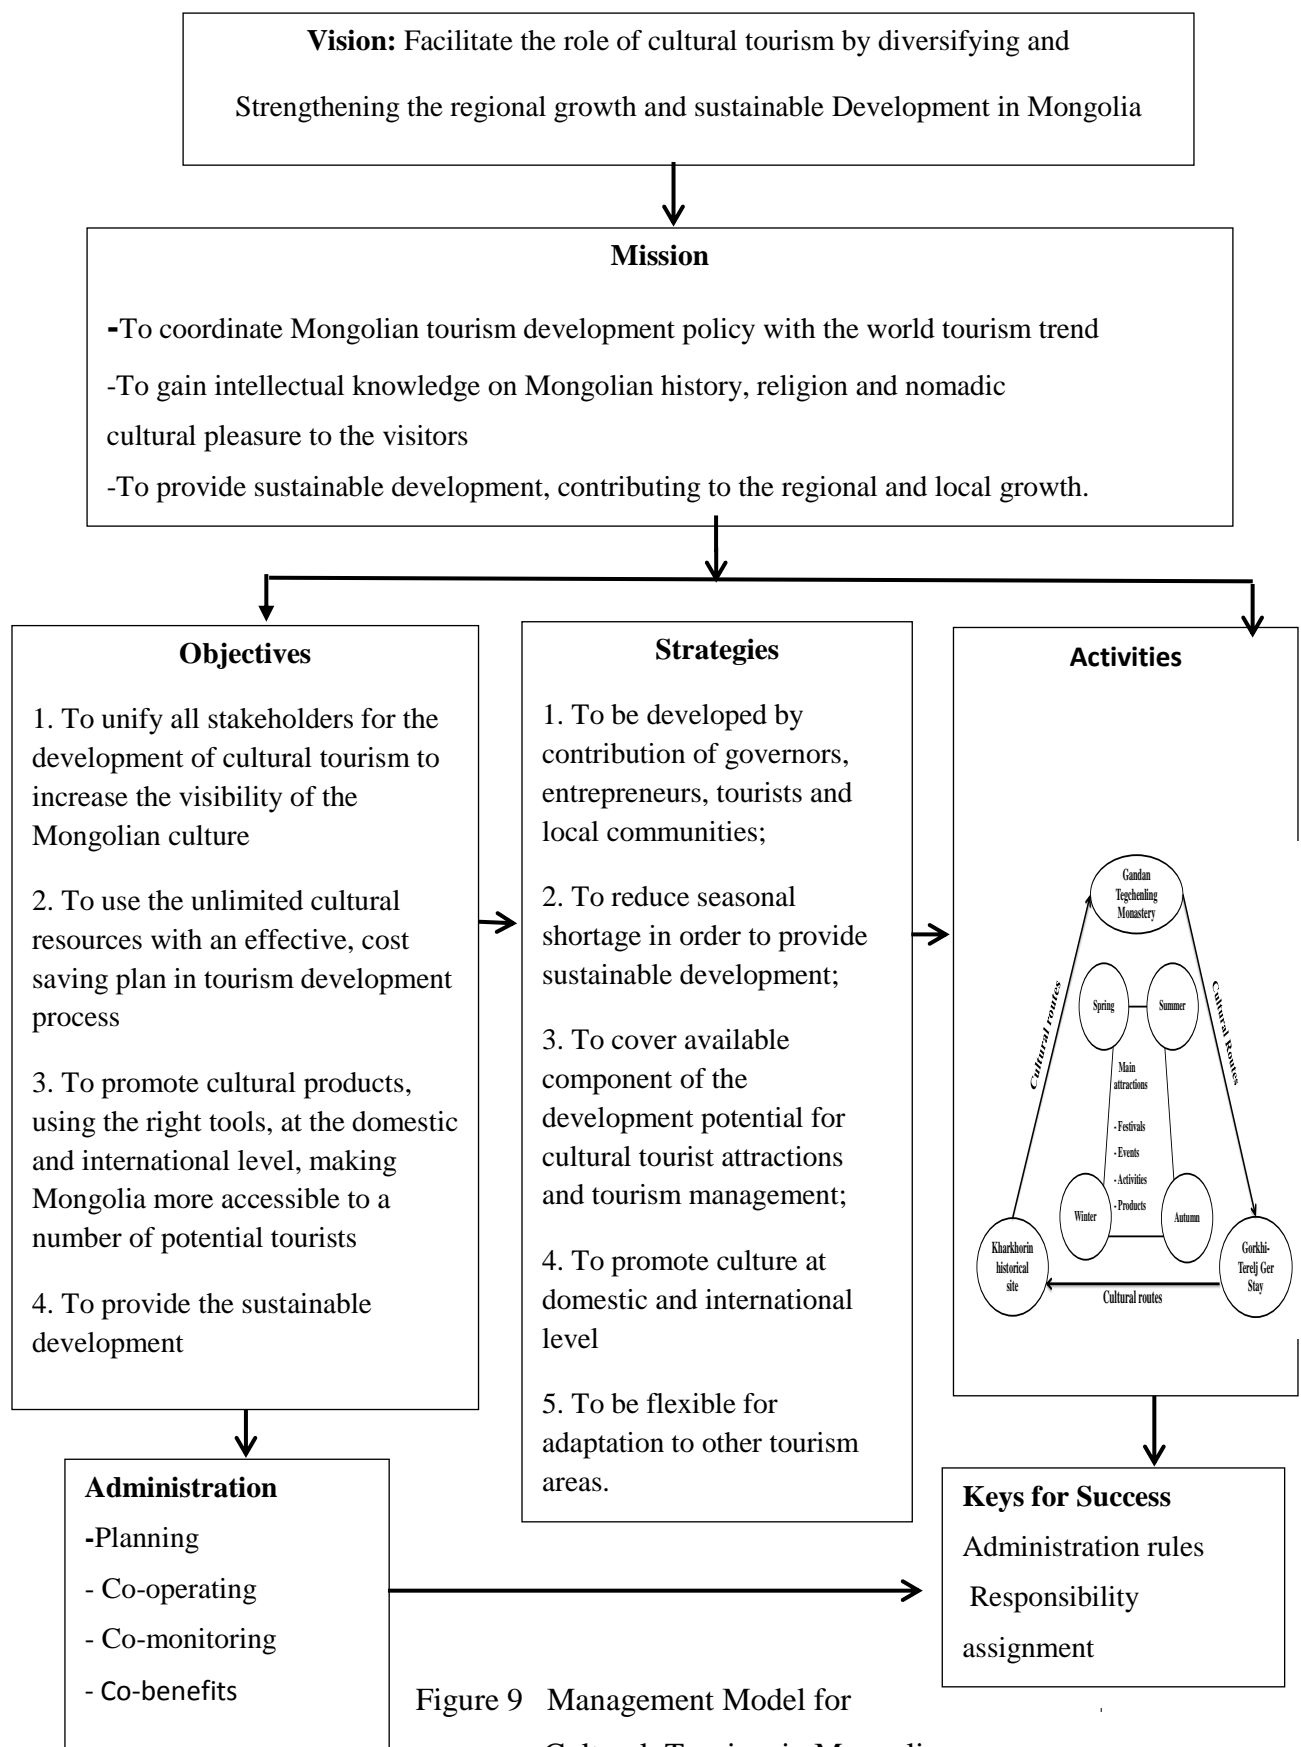 Vision: Facilitate the role of cultural tourism by diversifying and
Strengthening the regional growth and sustainable Development in Mongolia
Mission
-To coordinate Mongolian tourism development policy with the world tourism trend
-To gain intellectual knowledge on Mongolian history, religion and nomadic
cultural pleasure to the visitors
-To provide sustainable development, contributing to the regional and local growth.
Objectives
1. To unify all stakeholders for the
development of cultural tourism to
increase the visibility of the
Mongolian culture
2. To use the unlimited cultural
resources with an effective, cost
saving plan in tourism development
process
3. To promote cultural products,
using the right tools, at the domestic
and international level, making
Mongolia more accessible to a
number of potential tourists
4. To provide the sustainable
development
Strategies
1. To be developed by
contribution of governors,
entrepreneurs, tourists and
local communities;
2. To reduce seasonal
shortage in order to provide
sustainable development;
3. To cover available
component of the
development potential for
cultural tourist attractions
and tourism management;
4. To promote culture at
domestic and international
level
5. To be flexible for
adaptation to other tourism
areas.
Activities
Gandan
Tegchenling
Monastery
Cultural routes
Cultural Routes
Spring
Summer
Main
attractions
- Festivals
- Events
- Activities
- Products
Winter
Autumn
Kharkhorin
historical
site
Gorkhi-
Terelj Ger
Stay
Cultural routes
Administration
-Planning
- Co-operating
- Co-monitoring
- Co-benefits
Keys for Success
Administration rules
Responsibility
assignment
Figure 9 Management Model for
Cultural Tourism in Mongolia